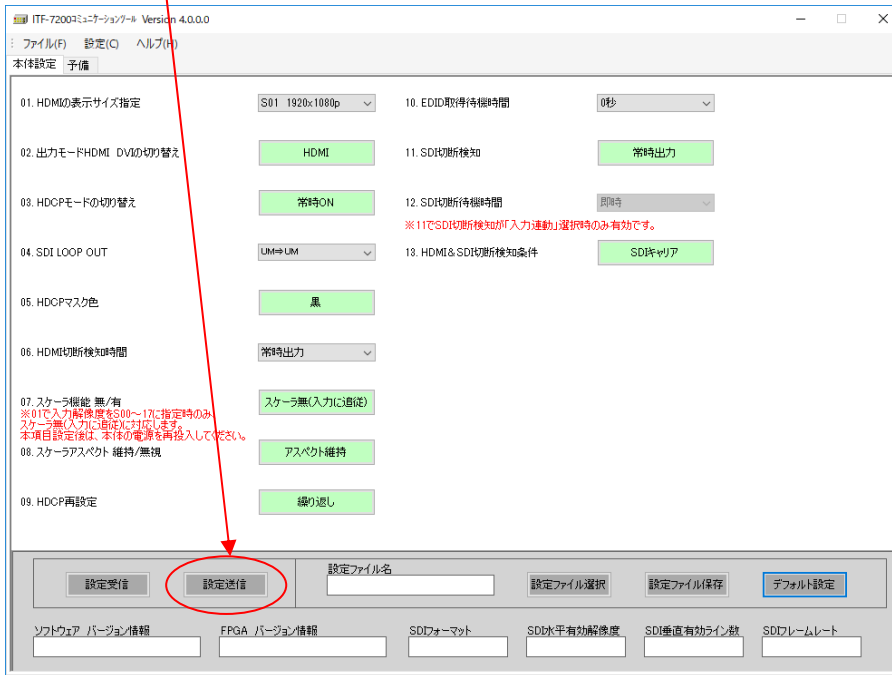 ITF-7200コミュニケーションツール Version 4.0.0.0
ファイル(F) 設定(C) ヘルプ(H)
本体設定 予備
01. HDMIの表示サイズ指定
S01 1920x1080p
02. 出力モードHDMI DVIの切り替え
HDMI
03. HDCPモードの切り替え
常時ON
04. SDI LOOP OUT
UM⇒UM
05. HDCPマスク色
黒
06. HDMI切断検知時間
常時出力
07. スケーラ機能 無/有
スケーラ無(入力に追従)
※01で入力解像度をS00～17に指定時のみ、
スケーラ無(入力に追従)に対応します。
本項目設定後は、本体の電源を再投入してください。
08. スケーラアスペクト 維持/無視
アスペクト維持
09. HDCP再設定
繰り返し
10. EDID取得待機時間
0秒
11. SDI切断検知
常時出力
12. SDI切断待機時間
即時
※11でSDI切断検知が「入力連動」選択時のみ有効です。
13. HDMI＆SDI切断検知条件
SDIキャリア
設定受信
設定送信
設定ファイル名
設定ファイル選択
設定ファイル保存
デフォルト設定
ソフトウェア バージョン情報
FPGA バージョン情報
SDIフォーマット
SDI水平有効解像度
SDI垂直有効ライン数
SDIフレームレート